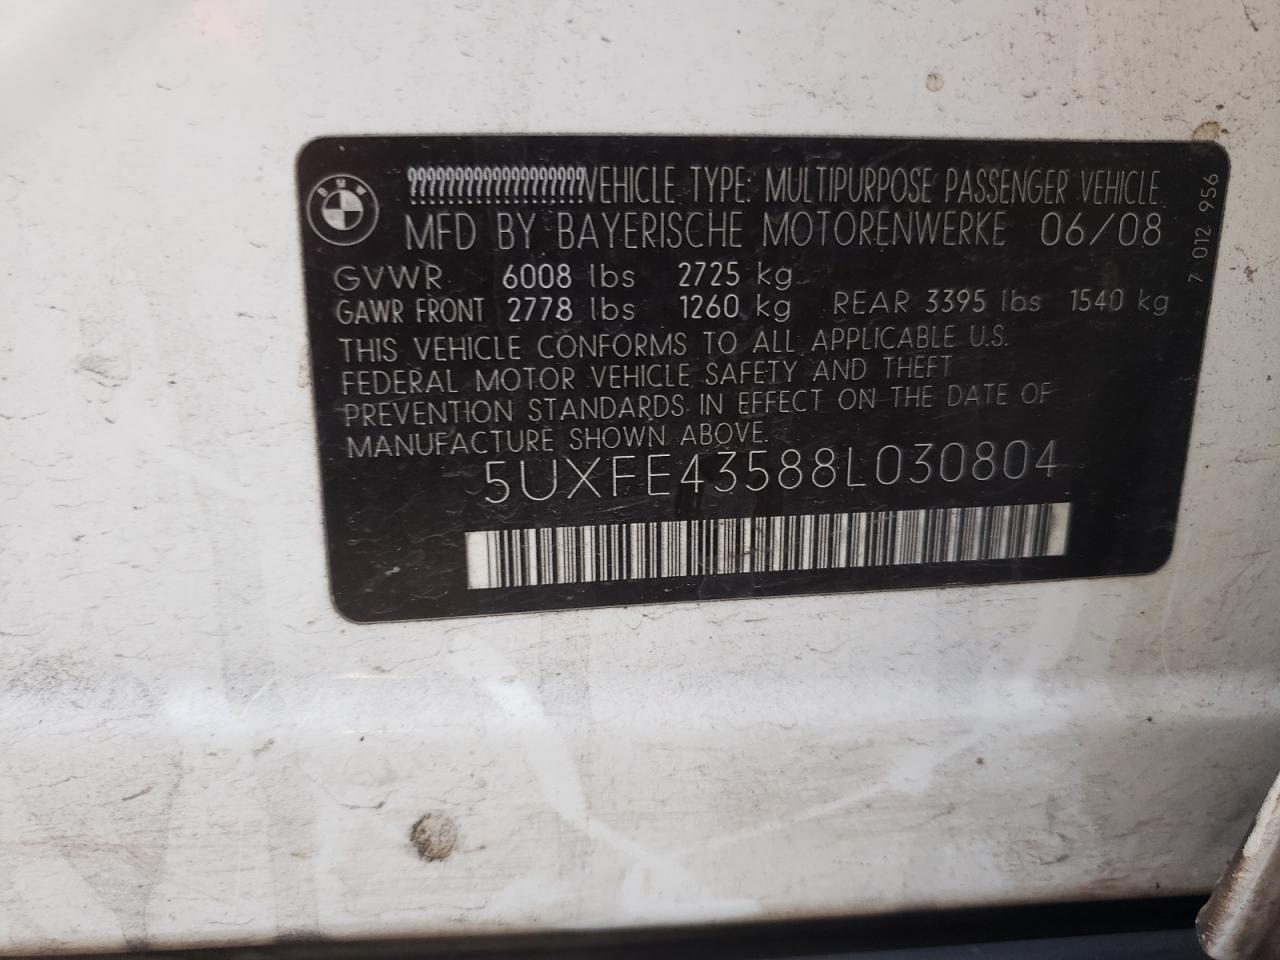 BMW
???????????????????VEHICLE TYPE: MULTIPURPOSE PASSENGER VEHICLE
MFD BY BAYERISCHE MOTORENWERKE 06/08
GVWR 6008 lbs 2725 kg
GAWR FRONT 2778 lbs 1260 kg REAR 3395 lbs 1540 kg
THIS VEHICLE CONFORMS TO ALL APPLICABLE U.S.
FEDERAL MOTOR VEHICLE SAFETY AND THEFT
PREVENTION STANDARDS IN EFFECT ON THE DATE OF
MANUFACTURE SHOWN ABOVE.
5UXFE43588L030804
7 012 956